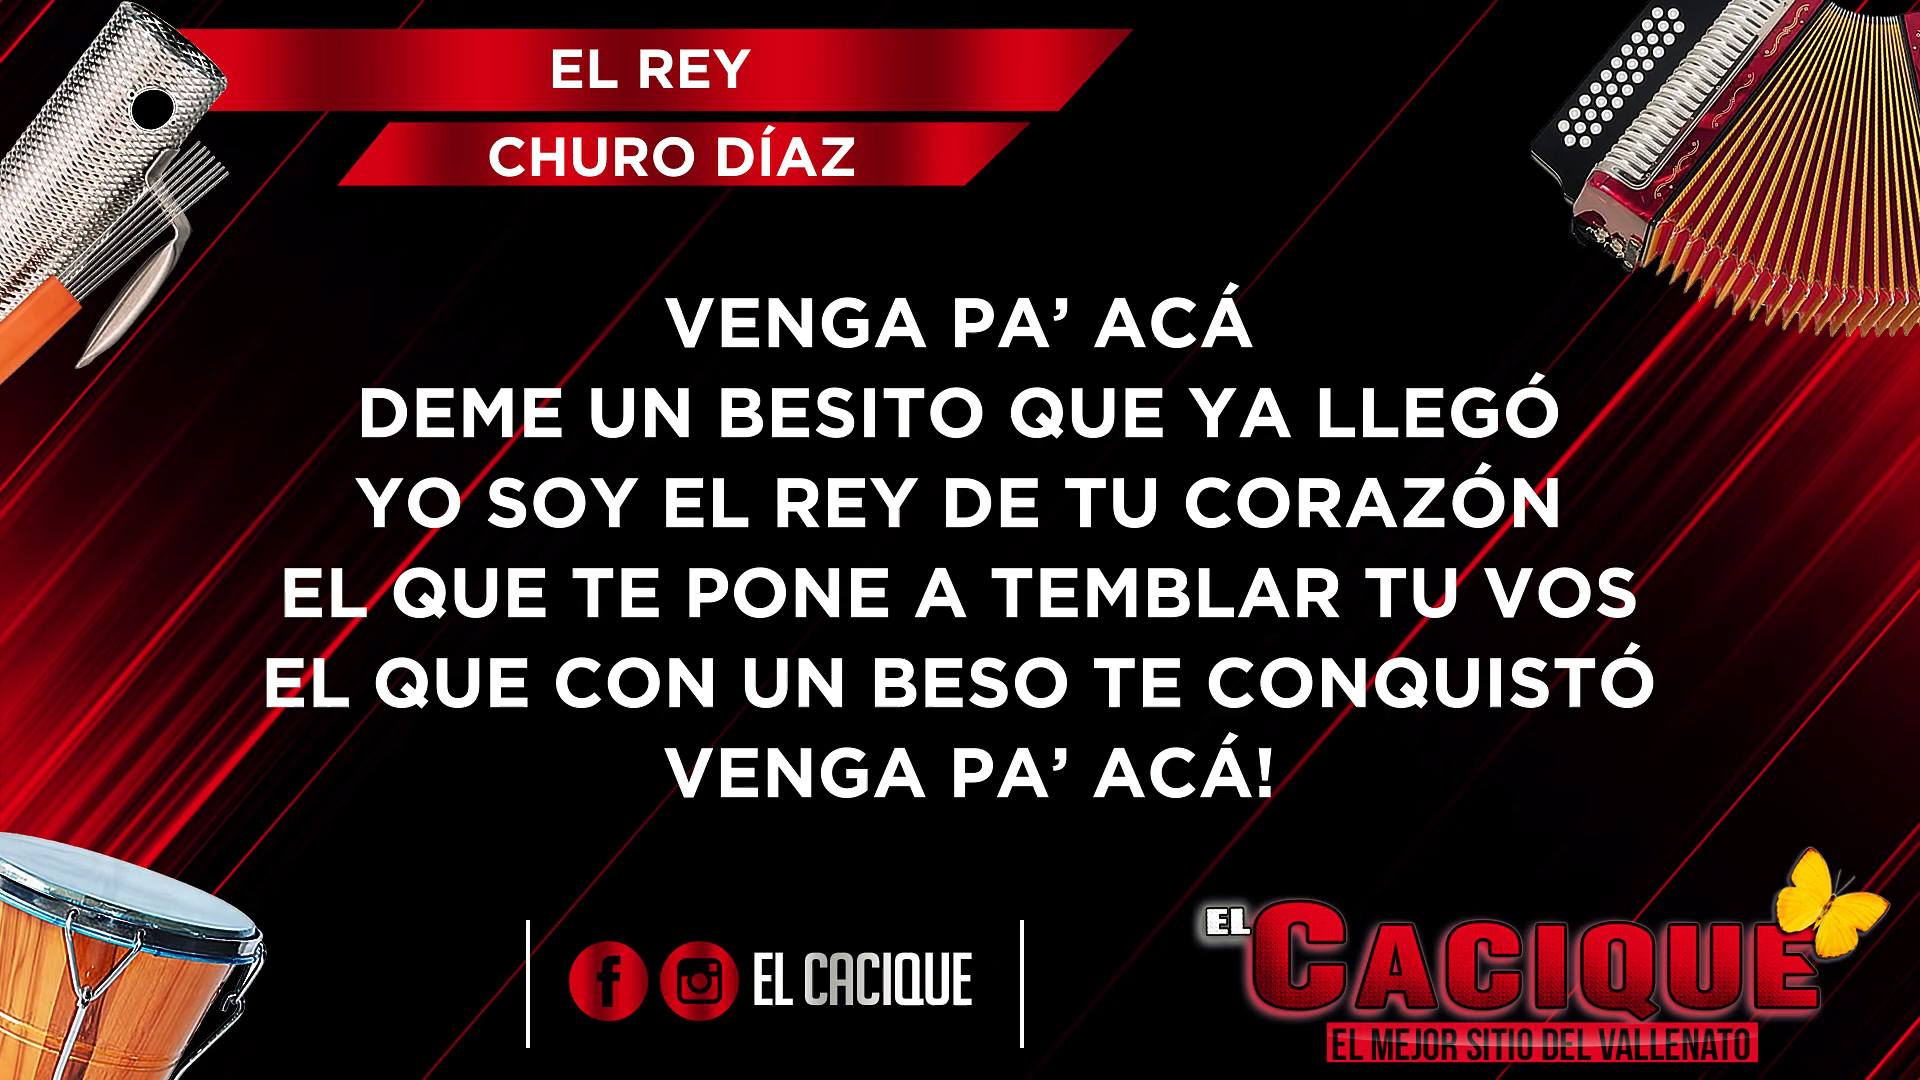 EL REY
CHURO DÍAZ
VENGA PA’ ACÁ
DEME UN BESITO QUE YA LLEGÓ
YO SOY EL REY DE TU CORAZÓN
EL QUE TE PONE A TEMBLAR TU VOS
EL QUE CON UN BESO TE CONQUISTÓ
VENGA PA’ ACÁ!
EL CACIQUE
EL CACIQUE
EL MEJOR SITIO DEL VALLENATO